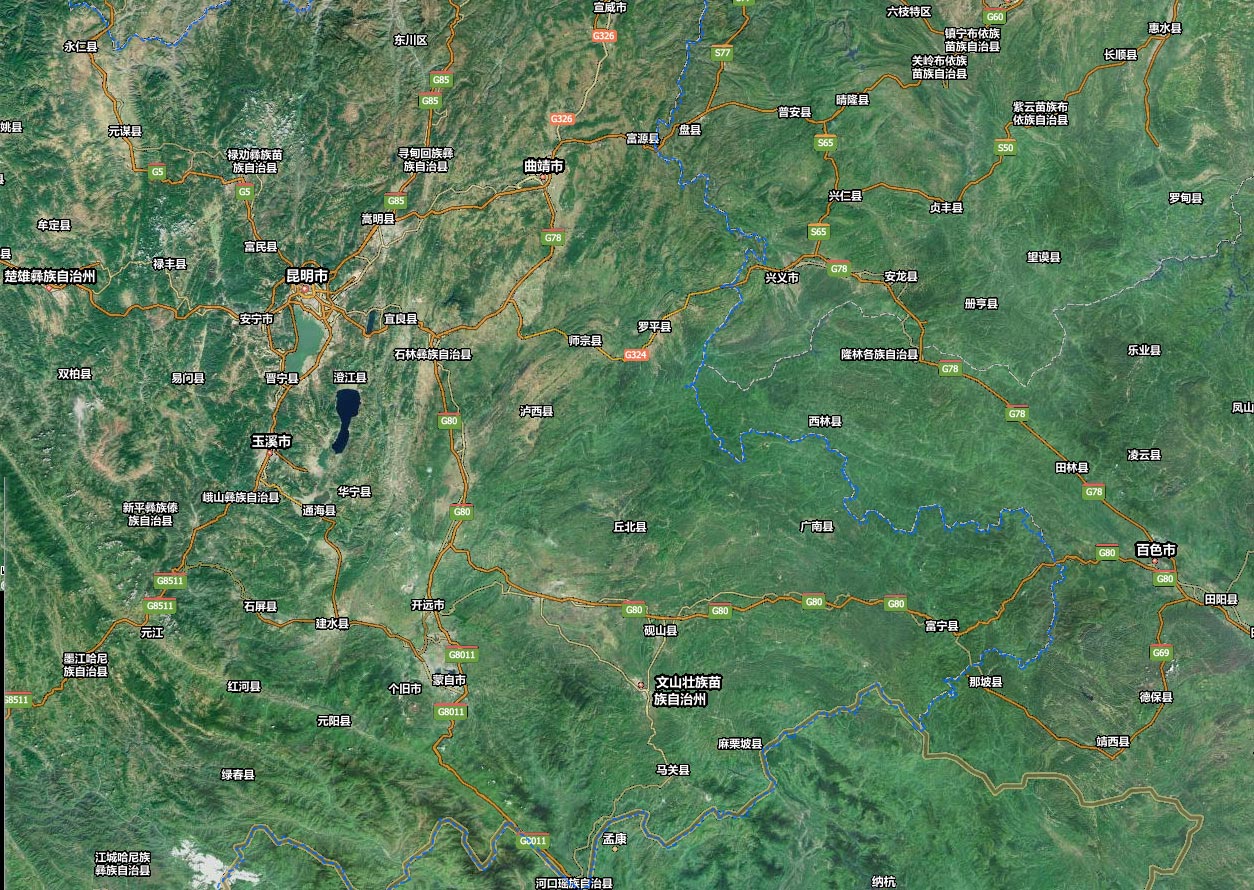 宣威市
六枝特区
G60
惠水县
永仁县
东川区
G326
镇宁布依族
苗族自治县
S77
长顺县
关岭布依族
苗族自治县
G85
G85
晴隆县
普安县
紫云苗族布
依族自治县
姚县
元谋县
G326
富源县
盘县
S65
S50
禄劝彝族苗
族自治县
寻甸回族彝
族自治县
曲靖市
G5
G5
G85
兴仁县
贞丰县
罗甸县
嵩明县
牟定县
富民县
G78
S65
县
禄丰县
望谟县
楚雄彝族自治州
昆明市
兴义市
G78
安龙县
册亨县
安宁市
宜良县
罗平县
师宗县
石林彝族自治县
G324
隆林各族自治县
乐业县
G78
双柏县
易门县
晋宁县
澄江县
泸西县
G78
凤山
G80
西林县
玉溪市
凌云县
田林县
峨山彝族自治县
华宁县
G78
新平彝族傣
族自治县
通海县
G80
丘北县
广南县
百色市
G80
G8511
G80
G8511
石屏县
开远市
G80
G80
G80
G80
田阳县
元江
建水县
砚山县
富宁县
G8011
G69
墨江哈尼
族自治县
红河县
个旧市
蒙自市
文山壮族苗
族自治州
那坡县
G8511
德保县
元阳县
G8011
麻栗坡县
靖西县
绿春县
马关县
G8011
孟康
江城哈尼族
彝族自治县
河口瑶族自治县
纳杭